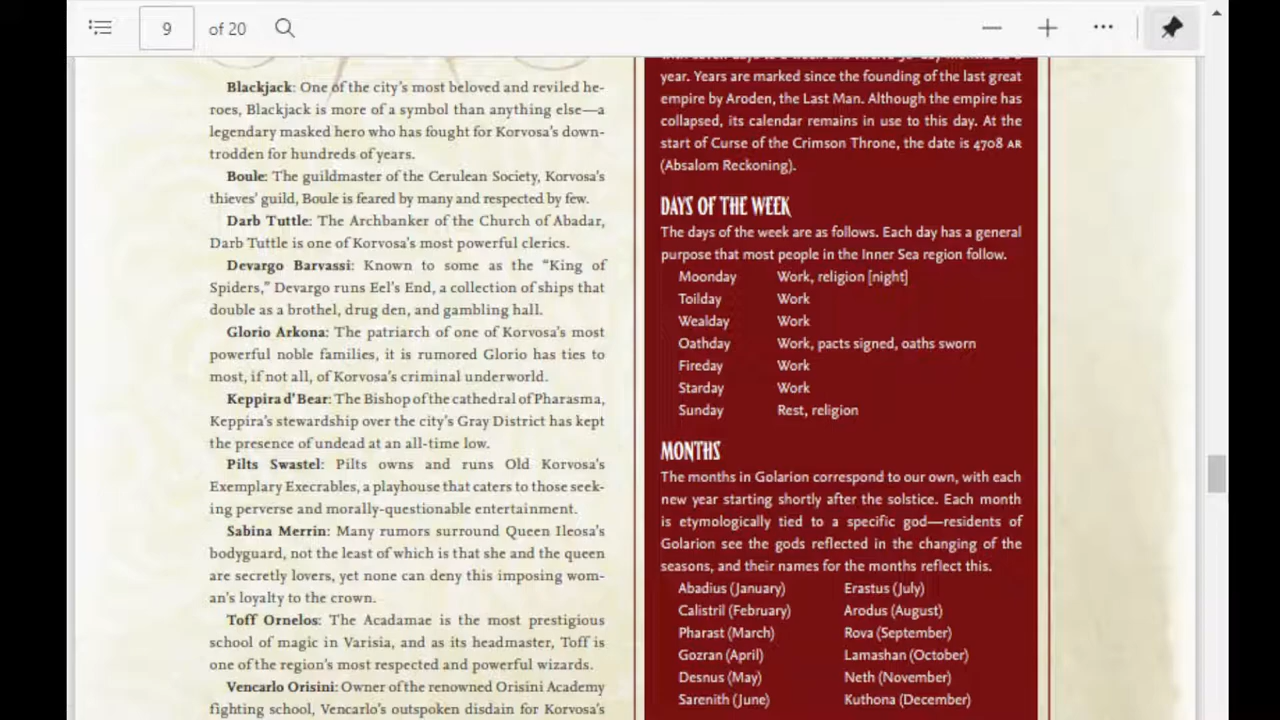 9 of 20
Blackjack: One of the city's most beloved and reviled he-
roes, Blackjack is more of a symbol than anything else—a
legendary masked hero who has fought for Korvosa's down-
trodden for hundreds of years.
Boule: The guildmaster of the Cerulean Society, Korvosa's
thieves' guild, Boule is feared by many and respected by few.
Darb Tuttle: The Archbanker of the Church of Abadar,
Darb Tuttle is one of Korvosa's most powerful clerics.
Devargo Barvassi: Known to some as the "King of
Spiders," Devargo runs Eel's End, a collection of ships that
double as a brothel, drug den, and gambling hall.
Glorio Arkona: The patriarch of one of Korvosa's most
powerful noble families, it is rumored Glorio has ties to
most, if not all, of Korvosa's criminal underworld.
Keppira d'Bear: The Bishop of the cathedral of Pharasma,
Keppira's stewardship over the city's Gray District has kept
the presence of undead at an all-time low.
Pilts Swastel: Pilts owns and runs Old Korvosa's
Exemplary Execrables, a playhouse that caters to those seek-
ing perverse and morally-questionable entertainment.
Sabina Merrin: Many rumors surround Queen Ileosa's
bodyguard, not the least of which is that she and the queen
are secretly lovers, yet none can deny this imposing wom-
an's loyalty to the crown.
Toff Ornelos: The Acadamae is the most prestigious
school of magic in Varisia, and as its headmaster, Toff is
one of the region's most respected and powerful wizards.
Vencarlo Orisini: Owner of the renowned Orisini Academy
fighting school, Vencarlo's outspoken disdain for Korvosa's
year. Years are marked since the founding of the last great
empire by Aroden, the Last Man. Although the empire has
collapsed, its calendar remains in use to this day. At the
start of Curse of the Crimson Throne, the date is 4708 AR
(Absalom Reckoning).
DAYS OF THE WEEK
The days of the week are as follows. Each day has a general
purpose that most people in the Inner Sea region follow.
Moonday Work, religion [night]
Toilday Work
Wealday Work
Oathday Work, pacts signed, oaths sworn
Fireday Work
Starday Work
Sunday Rest, religion
MONTHS
The months in Golarion correspond to our own, with each
new year starting shortly after the solstice. Each month
is etymologically tied to a specific god—residents of
Golarion see the gods reflected in the changing of the
seasons, and their names for the months reflect this.
Abadius (January) Erastus (July)
Calistril (February) Arodus (August)
Pharast (March) Rova (September)
Gozran (April) Lamashan (October)
Desnus (May) Neth (November)
Sarenith (June) Kuthona (December)